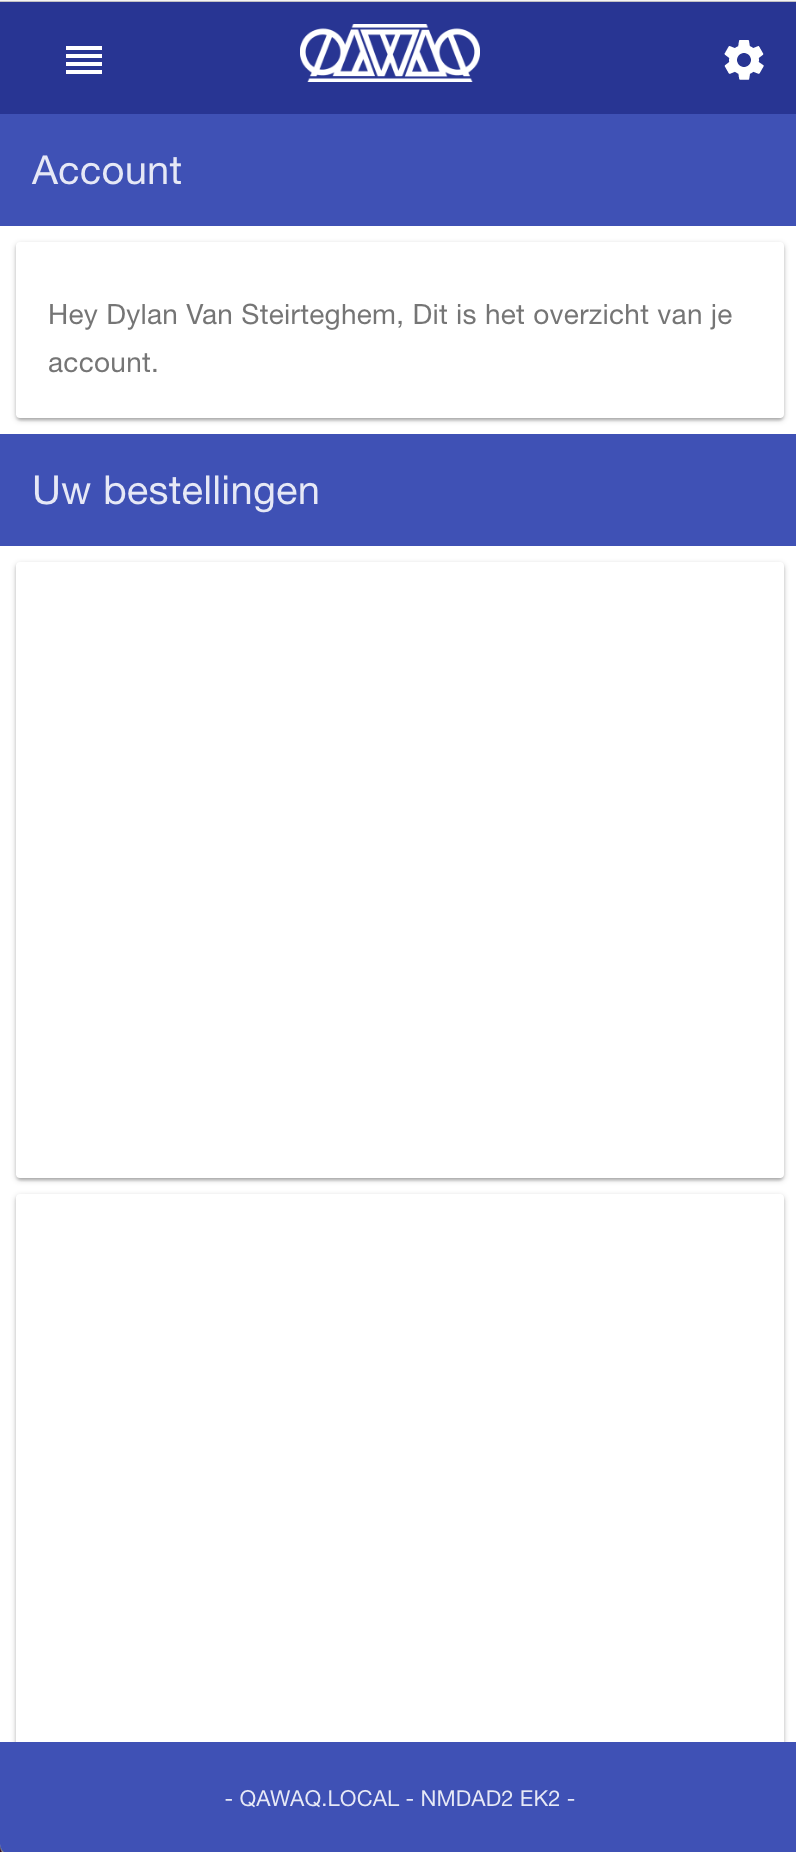 QAWAQ
Account
Hey Dylan Van Steirteghem, Dit is het overzicht van je
account.
Uw bestellingen
- QAWAQ.LOCAL - NMDAD2 EK2 -